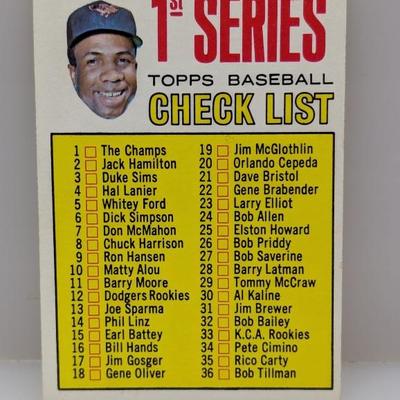 1st SERIES
TOPPS BASEBALL
CHECK LIST
1 The Champs
2 Jack Hamilton
3 Duke Sims
4 Hal Lanier
5 Whitey Ford
6 Dick Simpson
7 Don McMahon
8 Chuck Harrison
9 Ron Hansen
10 Matty Alou
11 Barry Moore
12 Dodgers Rookies
13 Joe Sparma
14 Phil Linz
15 Earl Battey
16 Bill Hands
17 Jim Gosger
18 Gene Oliver
19 Jim McGlothlin
20 Orlando Cepeda
21 Dave Bristol
22 Gene Brabender
23 Larry Elliot
24 Bob Allen
25 Elston Howard
26 Bob Priddy
27 Bob Saverine
28 Barry Latman
29 Tommy McCraw
30 Al Kaline
31 Jim Brewer
32 Bob Bailey
33 K.C.A. Rookies
34 Pete Cimino
35 Rico Carty
36 Bob Tillman